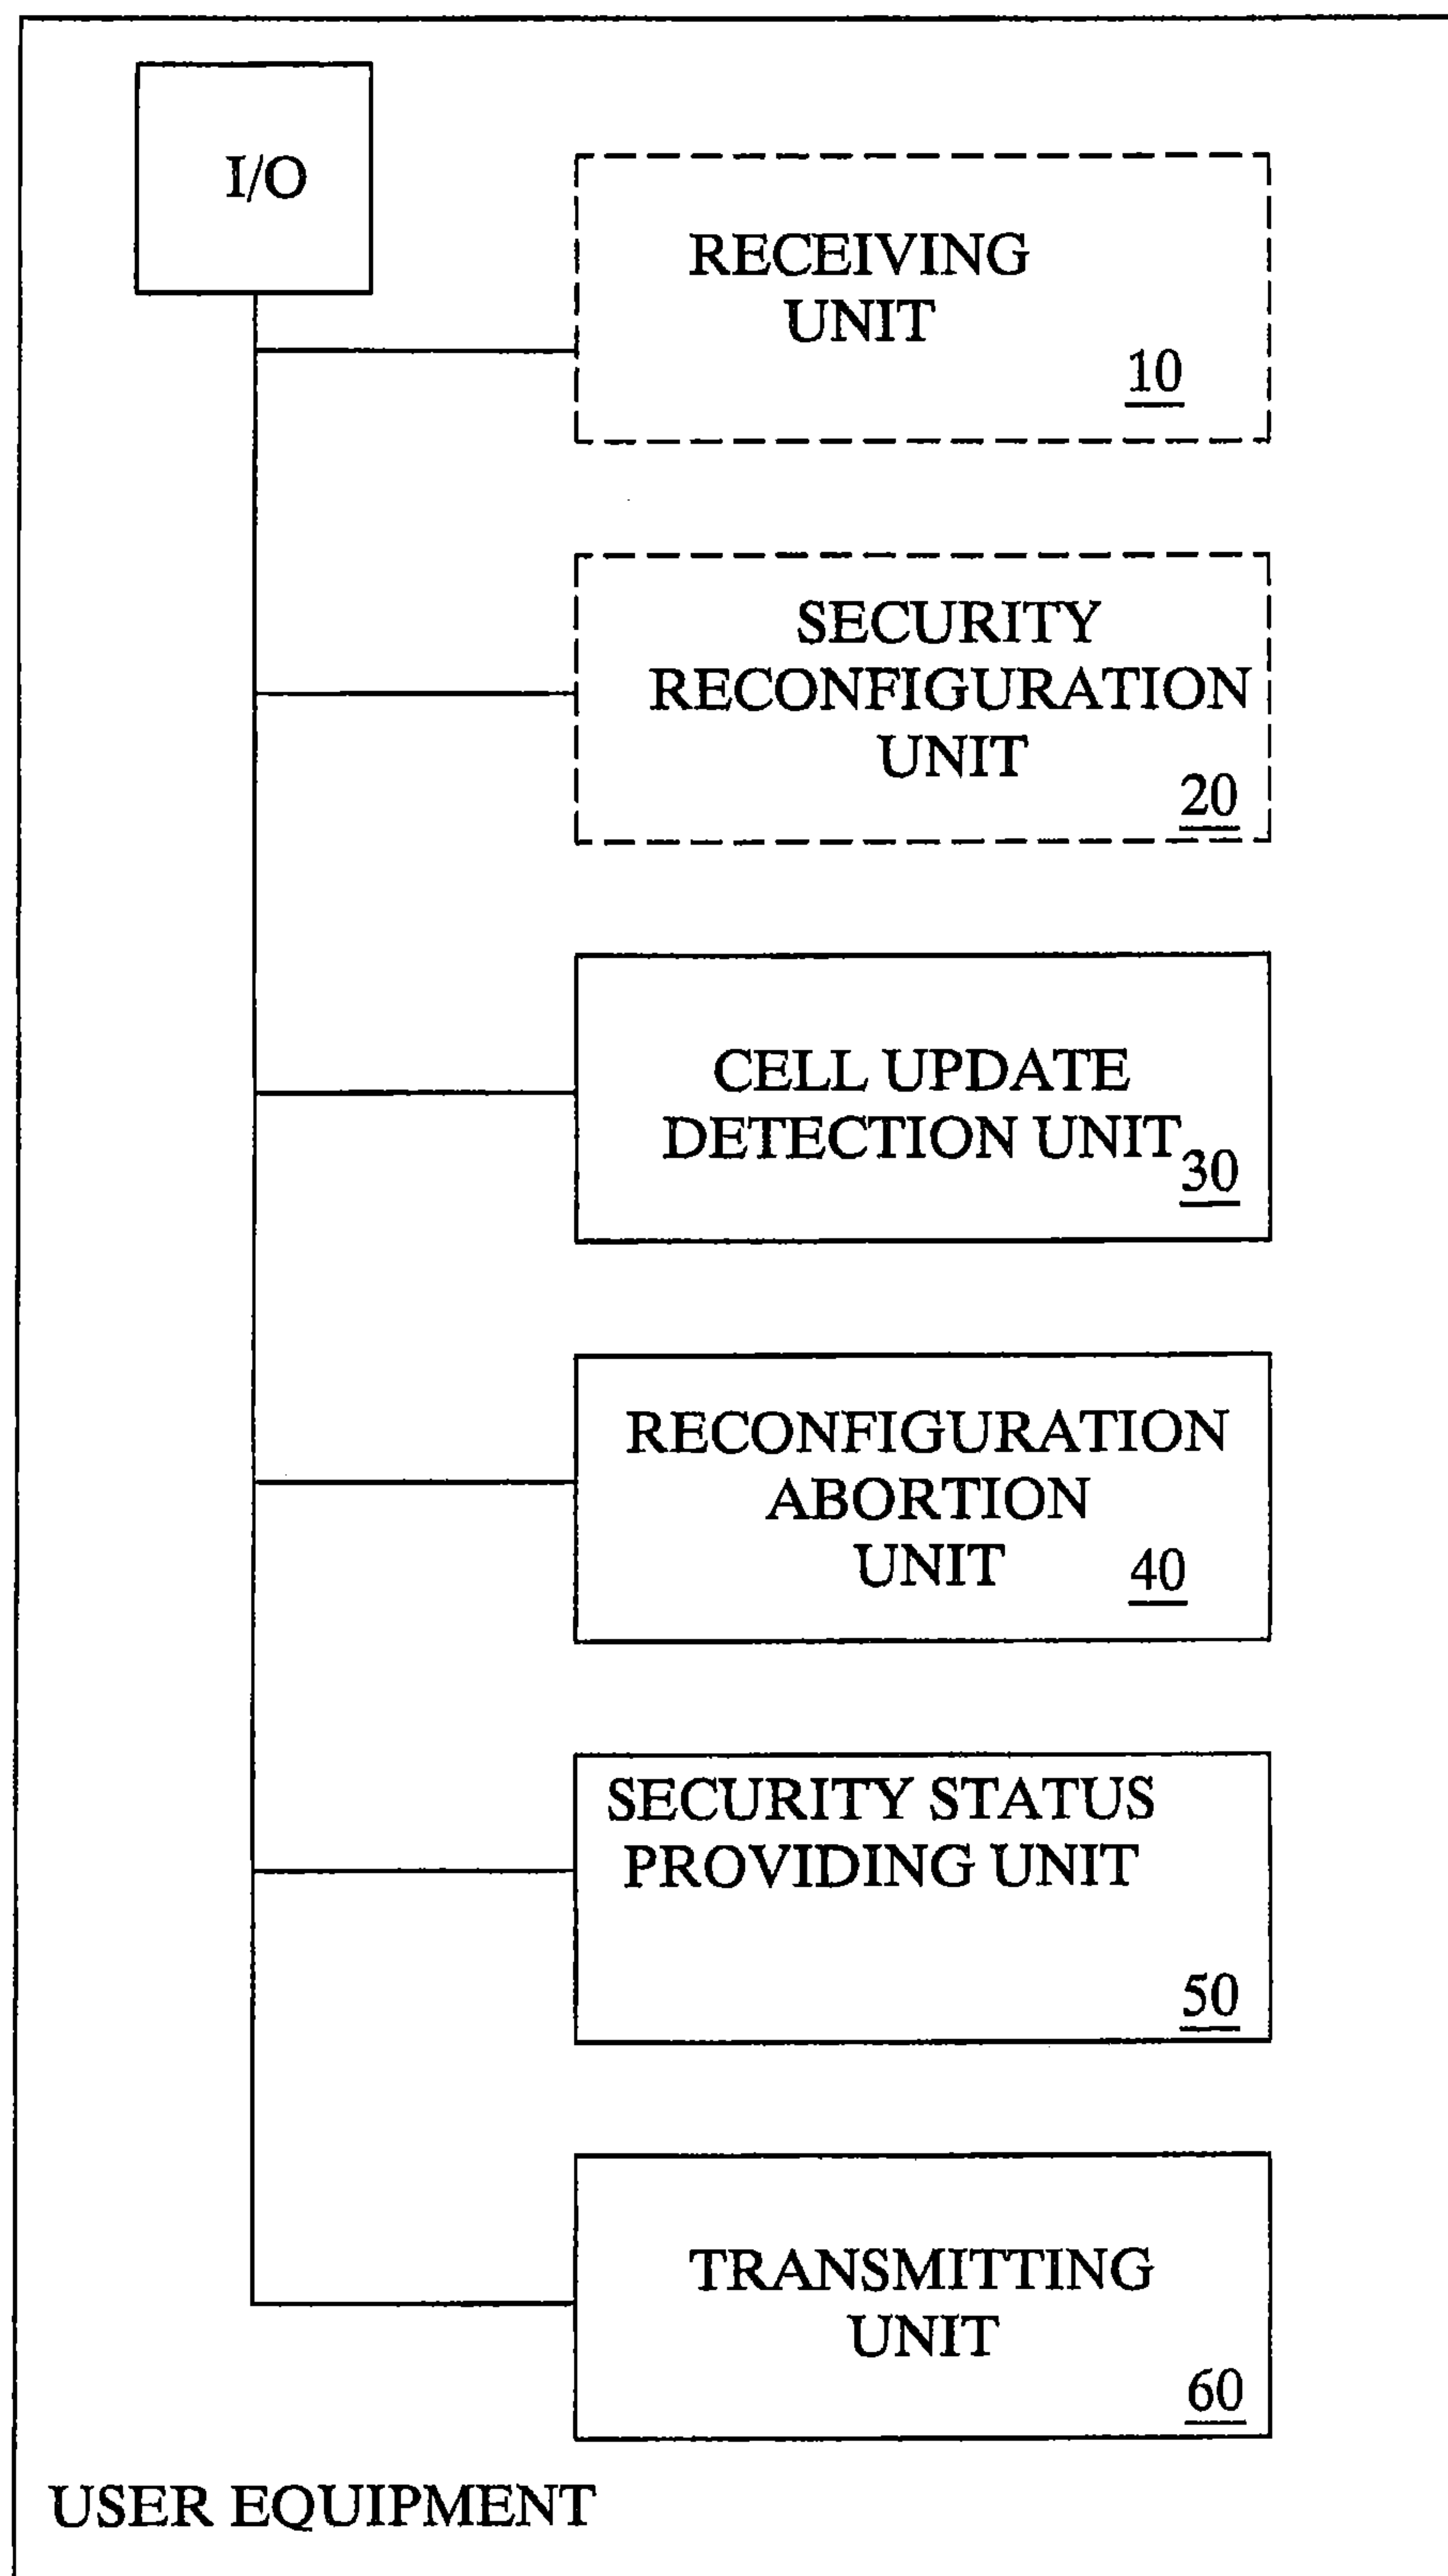 I/O
RECEIVING
UNIT
10
SECURITY
RECONFIGURATION
UNIT
20
CELL UPDATE
DETECTION UNIT
30
RECONFIGURATION
ABORTION
UNIT
40
SECURITY STATUS
PROVIDING UNIT
50
TRANSMITTING
UNIT
60
USER EQUIPMENT